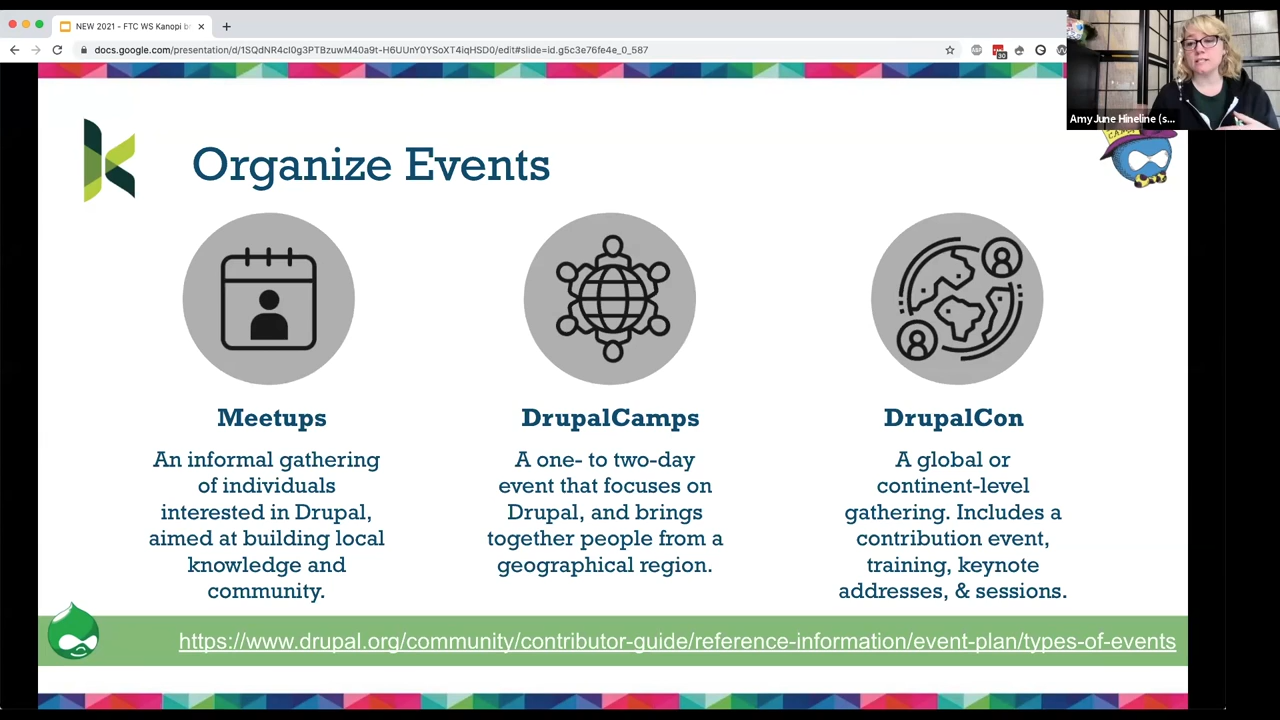 NEW 2021 - FTC WS Kanopi br
docs.google.com/presentation/d/1SQdNR4cI0g3PTBzuwM40a9t-H6UUnY0YSoXT4iqHSD0/edit#slide=id.g5c3e76fe4e_0_587
30
AmyJune Hineline (s...
Organize Events
Meetups
An informal gathering
of individuals
interested in Drupal,
aimed at building local
knowledge and
community.
DrupalCamps
A one- to two-day
event that focuses on
Drupal, and brings
together people from a
geographical region.
DrupalCon
A global or
continent-level
gathering. Includes a
contribution event,
training, keynote
addresses, & sessions.
https://www.drupal.org/community/contributor-guide/reference-information/event-plan/types-of-events